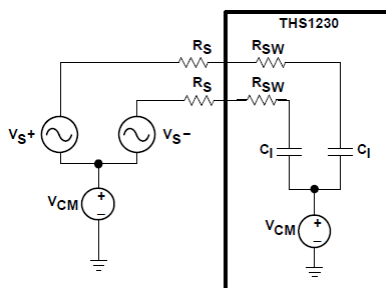 THS1230
RS
RSW
RS
RSW
VS+
VS−
CI
CI
VCM
+
−
VCM
+
−